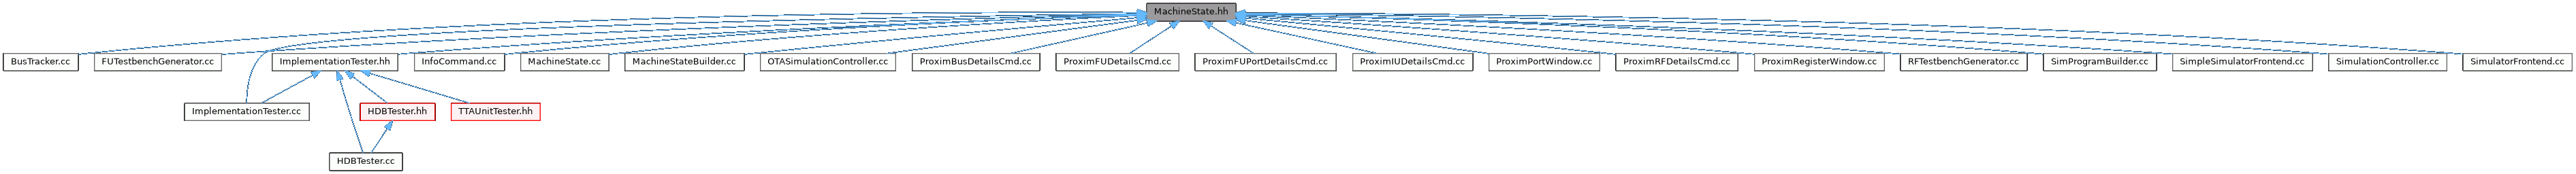 MachineState.hh
BusTracker.cc
FUTestbenchGenerator.cc
ImplementationTester.hh
InfoCommand.cc
MachineState.cc
MachineStateBuilder.cc
OTASimulationController.cc
ProximBusDetailsCmd.cc
ProximFUDetailsCmd.cc
ProximFUPortDetailsCmd.cc
ProximIUDetailsCmd.cc
ProximPortWindow.cc
ProximRFDetailsCmd.cc
ProximRegisterWindow.cc
RFTestbenchGenerator.cc
SimProgramBuilder.cc
SimpleSimulatorFrontend.cc
SimulationController.cc
SimulatorFrontend.cc
ImplementationTester.cc
HDBTester.hh
TTAUnitTester.hh
HDBTester.cc